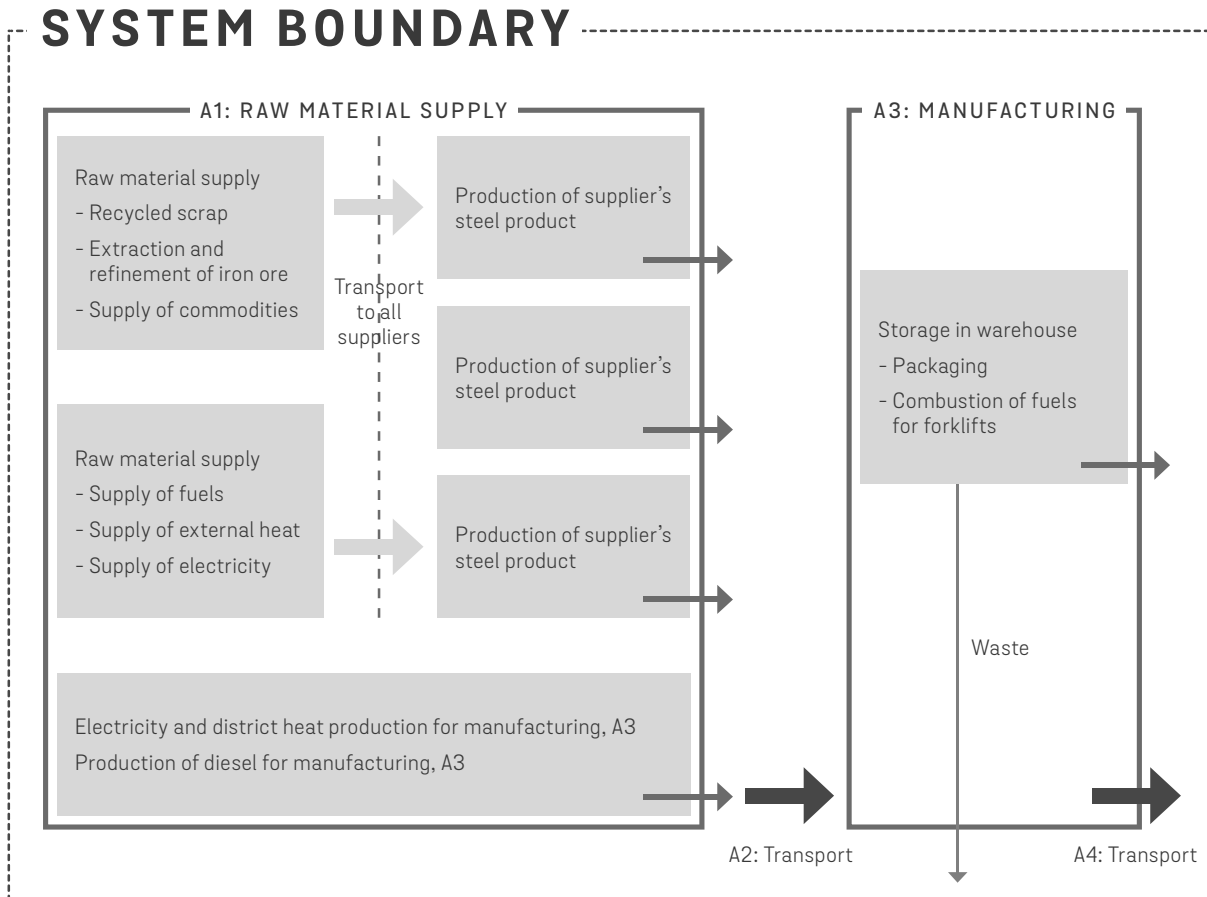 SYSTEM BOUNDARY
A1: RAW MATERIAL SUPPLY
Raw material supply
- Recycled scrap
- Extraction and
refinement of iron ore
- Supply of commodities
Transport
to all
suppliers
Production of supplier’s
steel product
Production of supplier’s
steel product
Raw material supply
- Supply of fuels
- Supply of external heat
- Supply of electricity
Production of supplier’s
steel product
Electricity and district heat production for manufacturing, A3
Production of diesel for manufacturing, A3
A2: Transport
A3: MANUFACTURING
Storage in warehouse
- Packaging
- Combustion of fuels
for forklifts
Waste
A4: Transport